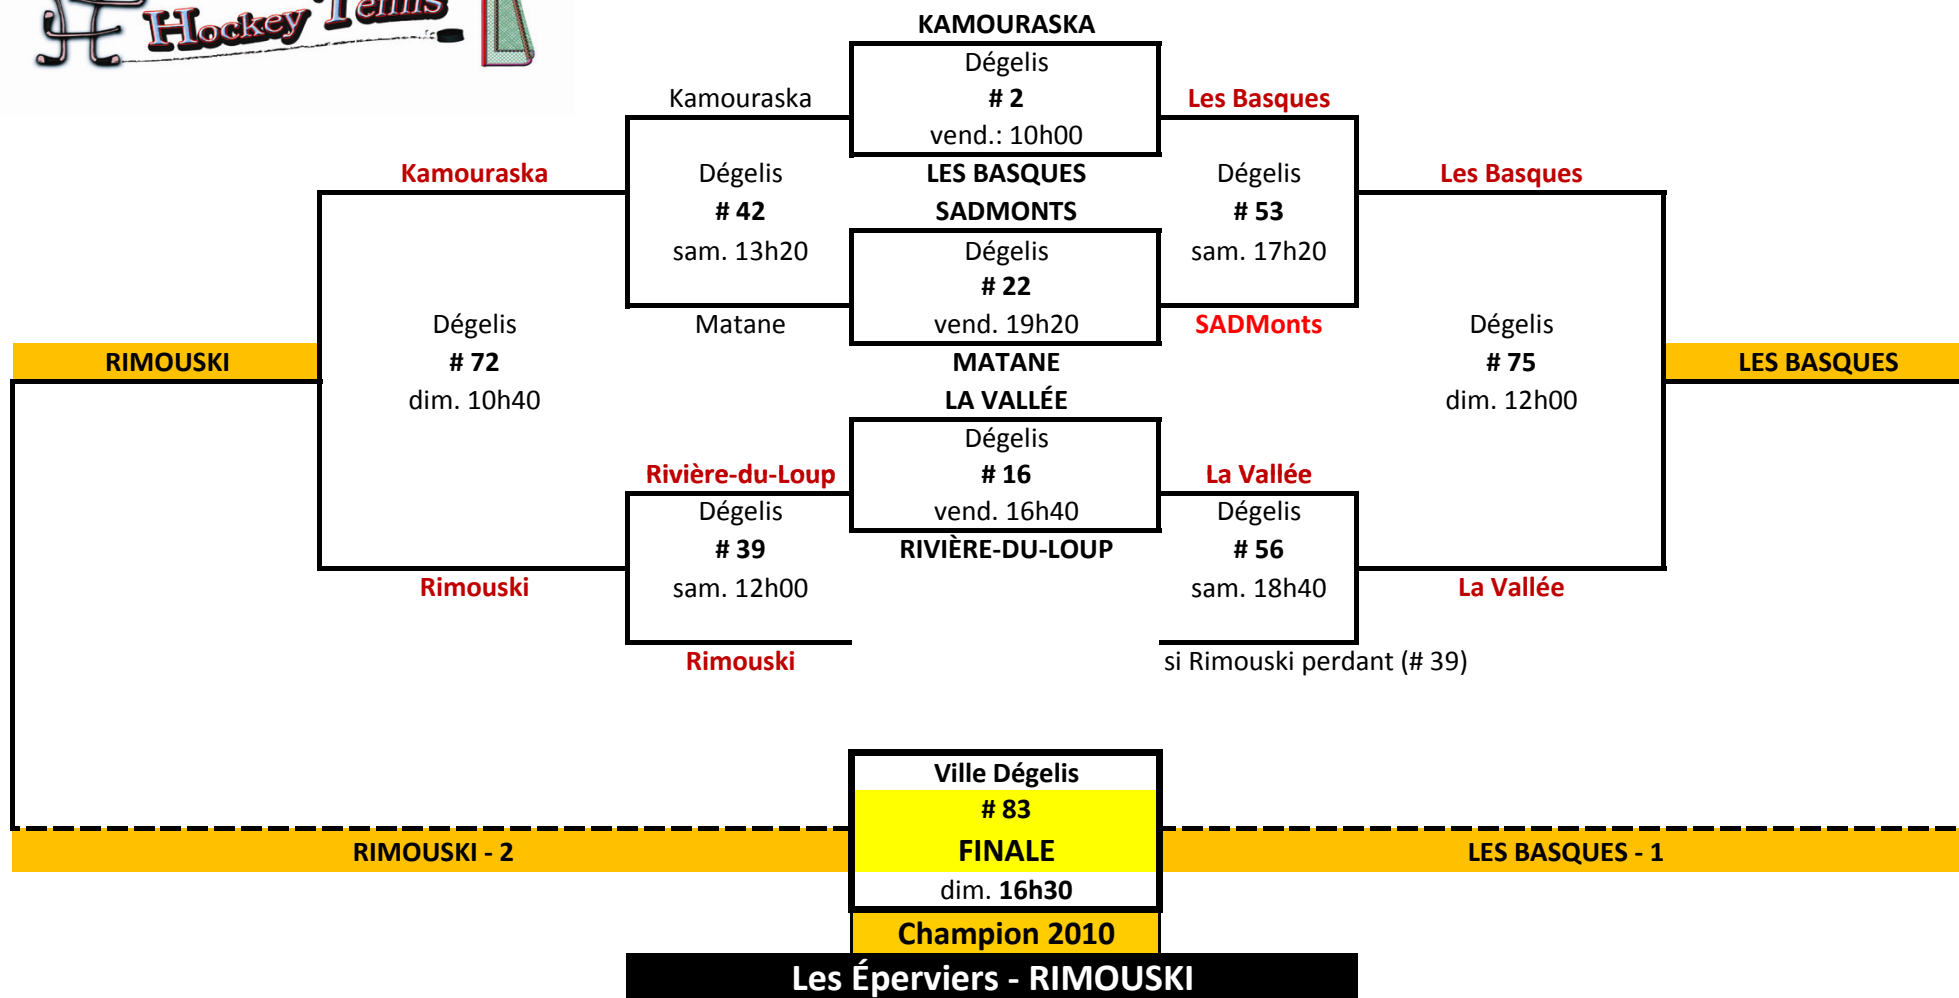 Hockey Tennis
KAMOURASKA
Dégelis
Kamouraska # 2 Les Basques
vend.: 10h00
Kamouraska Dégelis LES BASQUES Dégelis Les Basques
# 42 SADMONTS # 53
sam. 13h20 Dégelis sam. 17h20
# 22
Dégelis Matane vend. 19h20 SADMonts Dégelis
RIMOUSKI # 72 MATANE # 75 LES BASQUES
dim. 10h40 LA VALLÉE dim. 12h00
Dégelis
Rivière-du-Loup # 16 La Vallée
Dégelis vend. 16h40 Dégelis
# 39 RIVIÈRE-DU-LOUP # 56
Rimouski sam. 12h00 sam. 18h40 La Vallée
Rimouski si Rimouski perdant (# 39)
Ville Dégelis
# 83
RIMOUSKI - 2 FINALE LES BASQUES - 1
dim. 16h30
Champion 2010
Les Éperviers - RIMOUSKI